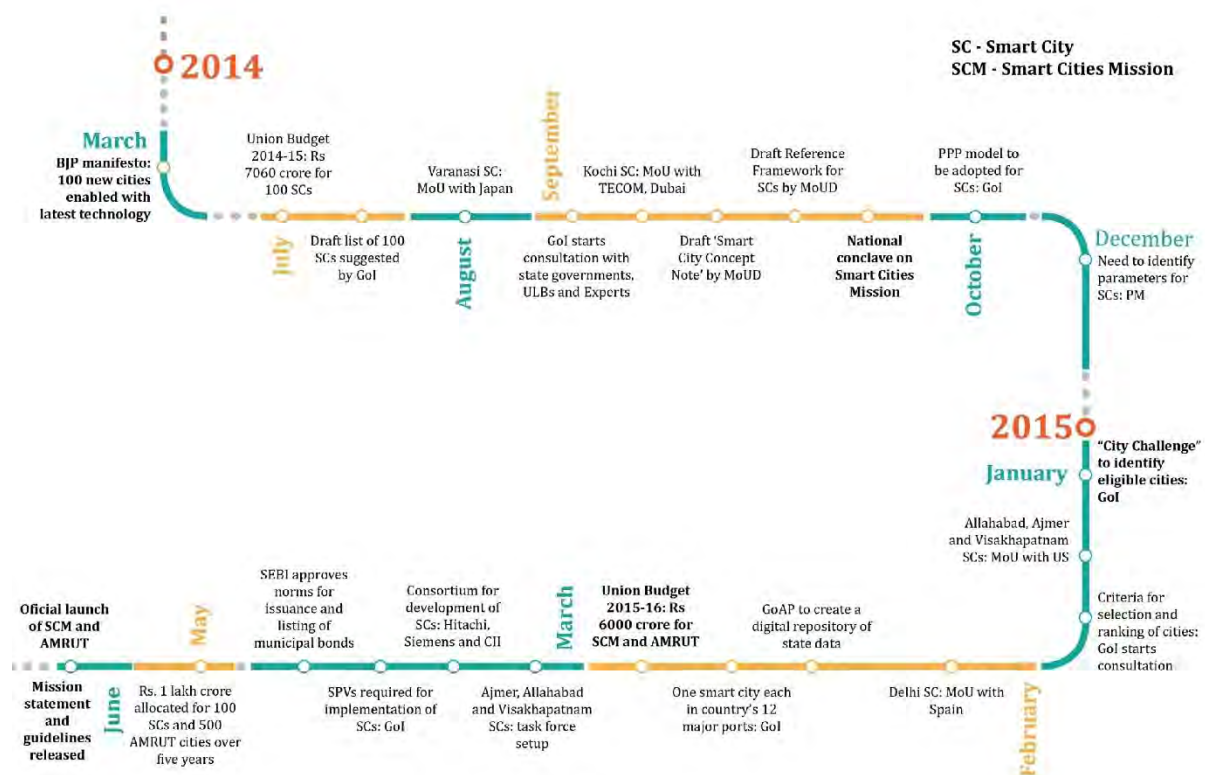 SC - Smart City
SCM - Smart Cities Mission
2014
March
BJP manifesto:
100 new cities
enabled with
latest technology
Union Budget
2014-15: Rs
7060 crore for
100 SCs
July
Draft list of 100
SCs suggested
by GoI
Varanasi SC:
MoU with Japan
August
September
GoI starts
consultation with
state governments,
ULBs and Experts
Kochi SC: MoU with
TECOM, Dubai
Draft 'Smart
City Concept
Note' by MoUD
Draft Reference
Framework for
SCs by MoUD
National
conclave on
Smart Cities
Mission
PPP model to
be adopted for
SCs: GoI
October
December
Need to identify
parameters for
SCs: PM
2015
January
"City Challenge"
to identify
eligible cities:
GoI
Allahabad, Ajmer
and Visakhapatnam
SCs: MoU with US
Criteria for
selection and
ranking of cities:
GoI starts
consultation
February
Delhi SC: MoU with
Spain
GoAP to create a
digital repository of
state data
One smart city each
in country's 12
major ports: GoI
Union Budget
2015-16: Rs
6000 crore for
SCM and AMRUT
March
Ajmer, Allahabad
and Visakhapatnam
SCs: task force
setup
Consortium for
development of
SCs: Hitachi,
Siemens and CII
SPVs required for
implementation of
SCs: GoI
SEBI approves
norms for
issuance and
listing of
municipal bonds
May
Rs. 1 lakh crore
allocated for 100
SCs and 500
AMRUT cities over
five years
June
Oficial launch
of SCM and
AMRUT
Mission
statement and
guidelines
released